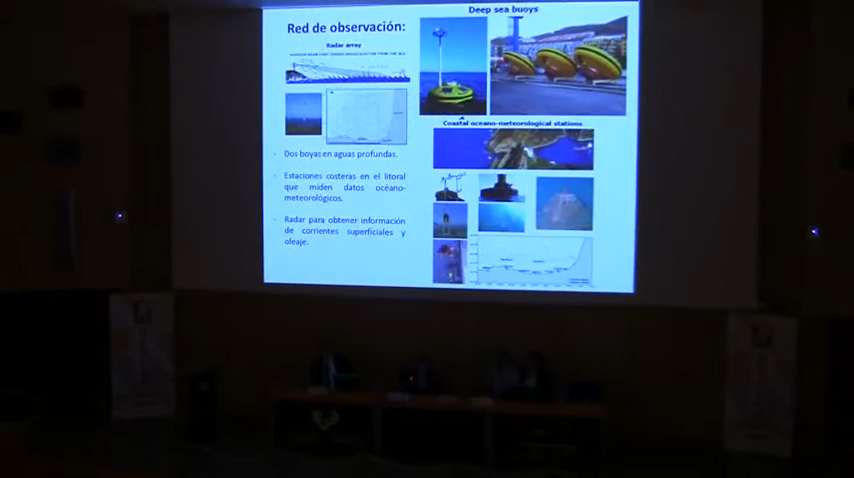 Red de observación:
Radar array
- Dos boyas en aguas profundas.
- Estaciones costeras en el litoral
que miden datos océano-
meteorológicos.
- Radar para obtener información
de corrientes superficiales y
oleaje.
Deep sea buoys
Coastal oceano-meteorological stations